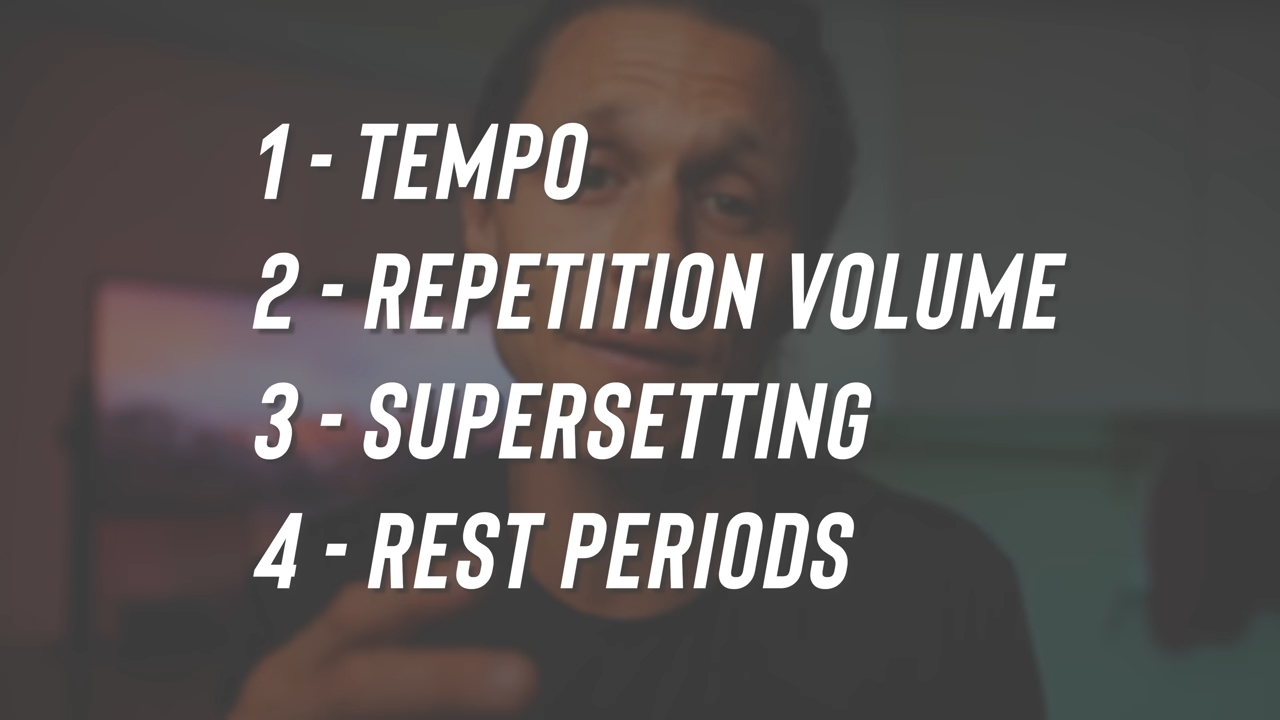 1 - TEMPO
2 - REPETITION VOLUME
3 - SUPERSETTING
4 - REST PERIODS